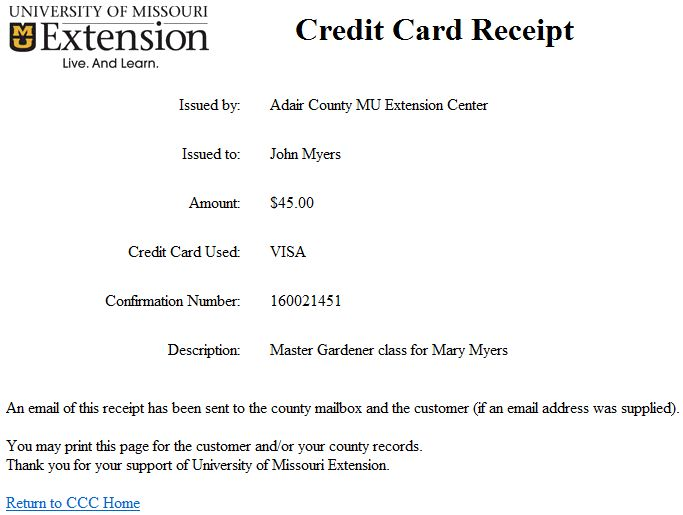 UNIVERSITY OF MISSOURI
Extension
Live. And Learn.
Credit Card Receipt
Issued by: Adair County MU Extension Center
Issued to: John Myers
Amount: $45.00
Credit Card Used: VISA
Confirmation Number: 160021451
Description: Master Gardener class for Mary Myers
An email of this receipt has been sent to the county mailbox and the customer (if an email address was supplied).
You may print this page for the customer and/or your county records.
Thank you for your support of University of Missouri Extension.
Return to CCC Home